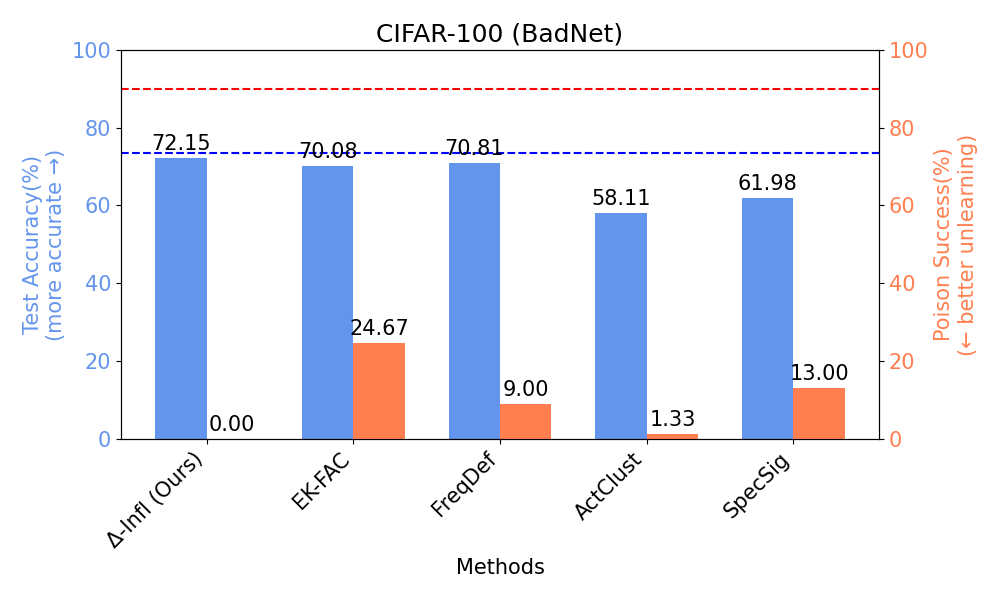 CIFAR-100 (BadNet)
100
80
60
40
20
0
Test Accuracy(%)
(more accurate →)
72.15
0.00
70.08
24.67
70.81
9.00
58.11
1.33
61.98
13.00
100
80
60
40
20
0
Poison Success(%)
(← better unlearning)
Δ-Infl (Ours)
EK-FAC
FreqDef
ActClust
SpecSig
Methods